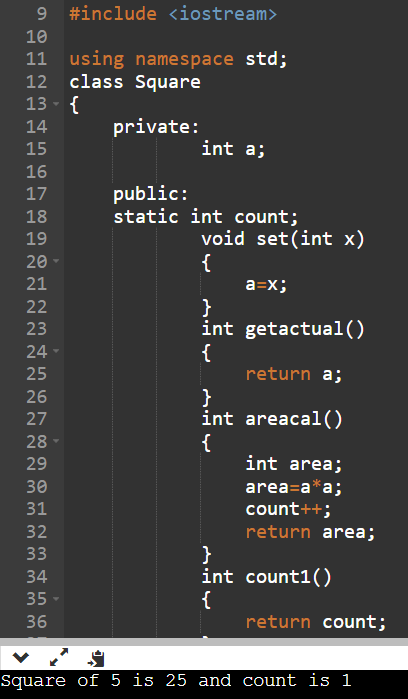 9 #include <iostream>
10
11 using namespace std;
12 class Square
13 {
14 private:
15 int a;
16
17 public:
18 static int count;
19 void set(int x)
20 {
21 a=x;
22 }
23 int getactual()
24 {
25 return a;
26 }
27 int areacal()
28 {
29 int area;
30 area=a*a;
31 count++;
32 return area;
33 }
34 int count1()
35 {
36 return count;
Square of 5 is 25 and count is 1